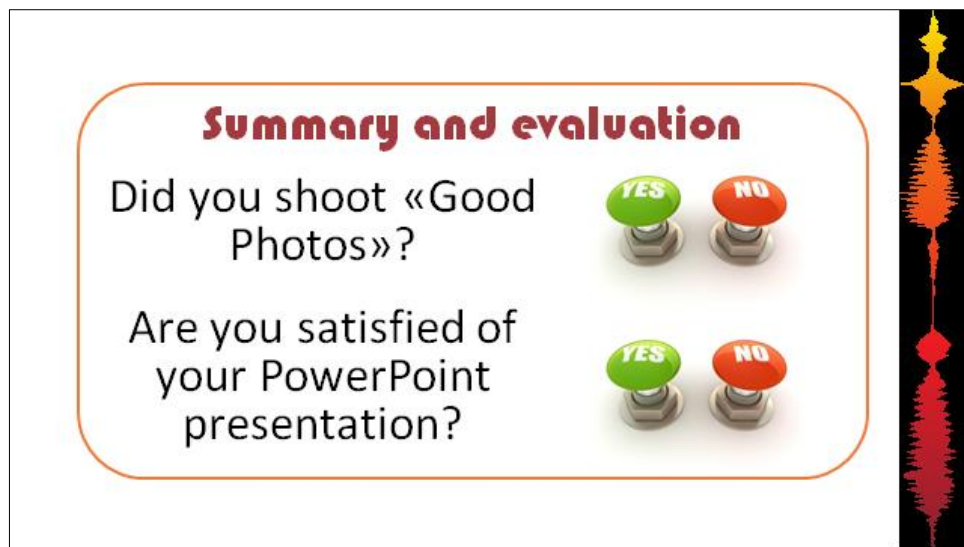 Summary and evaluation
Did you shoot «Good
Photos»?
YES NO
Are you satisfied of
your PowerPoint
presentation?
YES NO